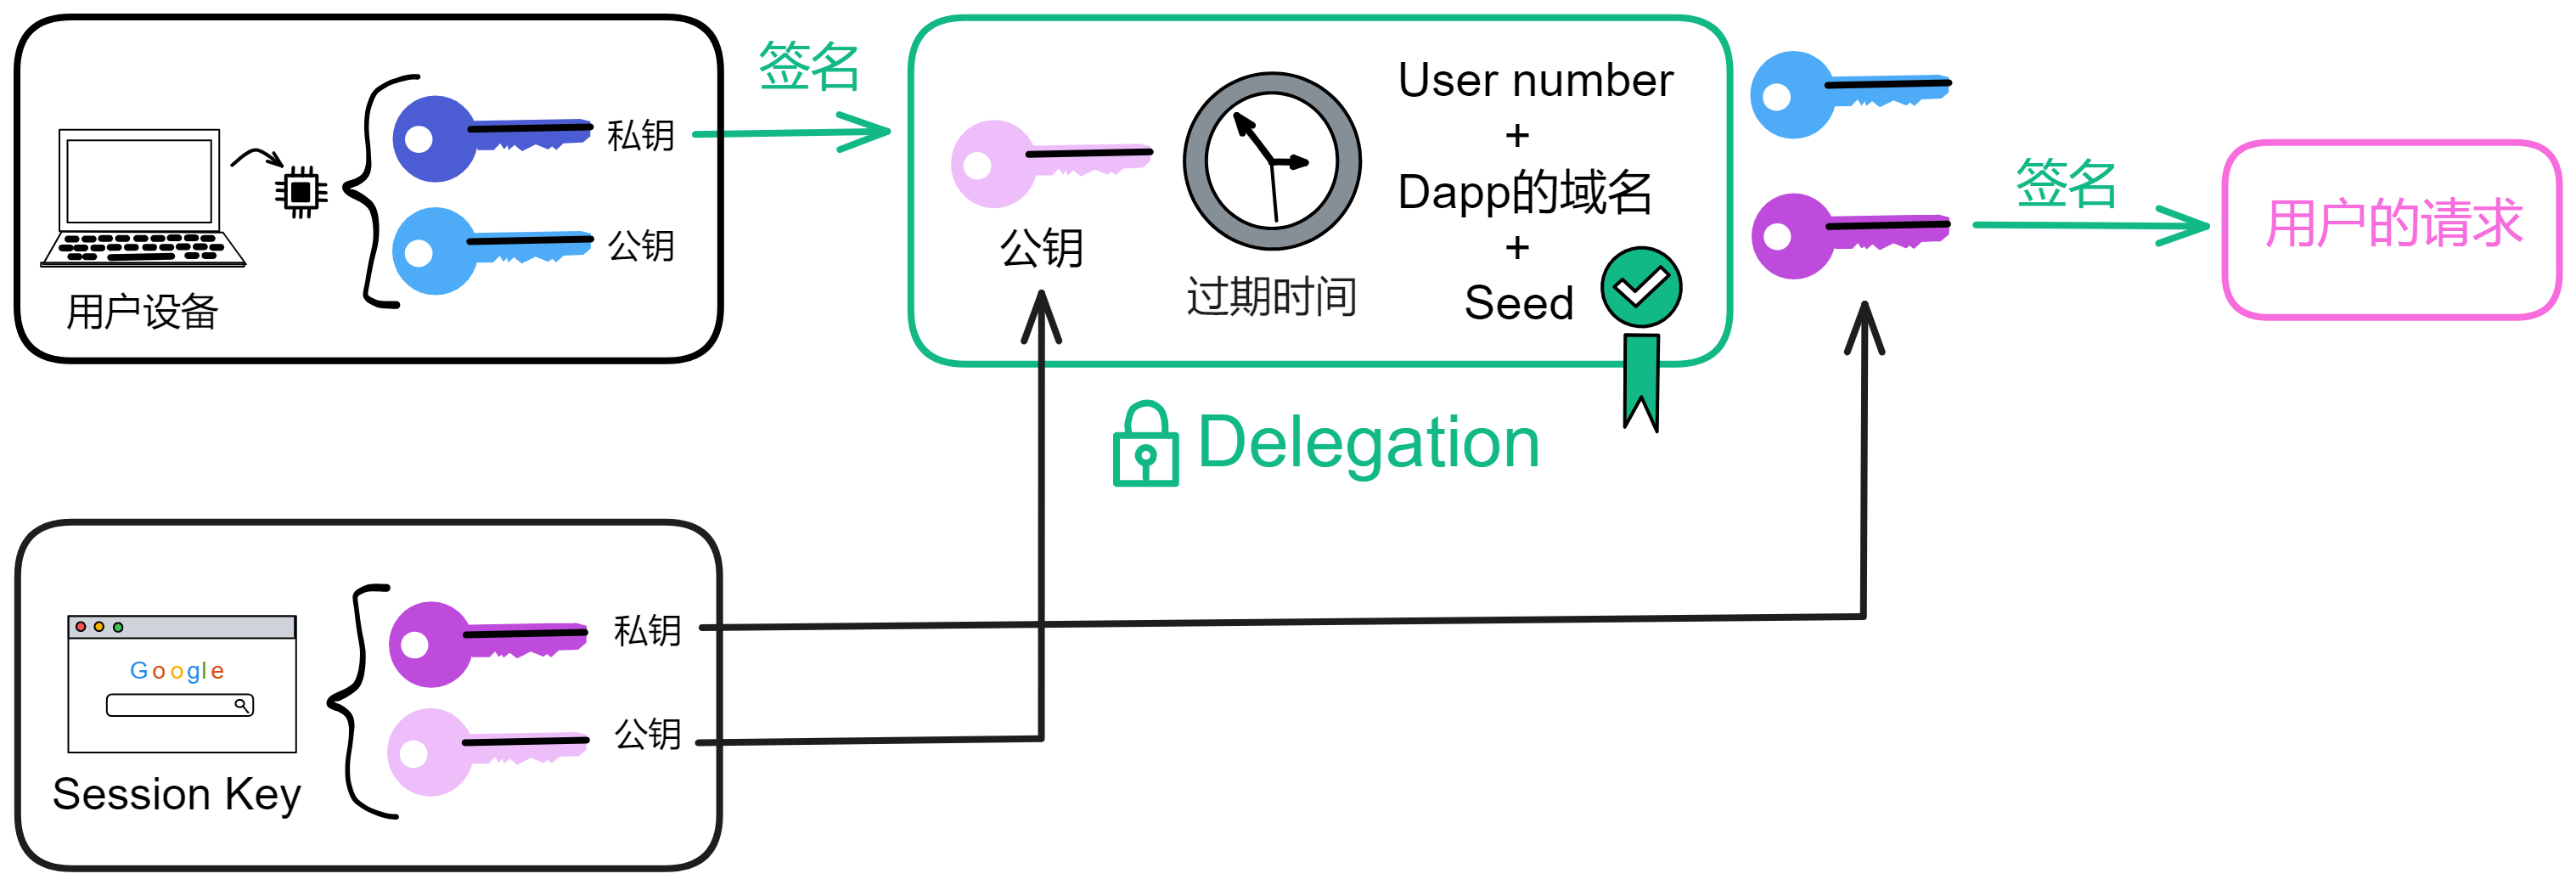 签名
User number
+
Dapp的域名
+
Seed
私钥
公钥
用户设备
公钥
过期时间
签名
用户的请求
Delegation
Google
Session Key
私钥
公钥